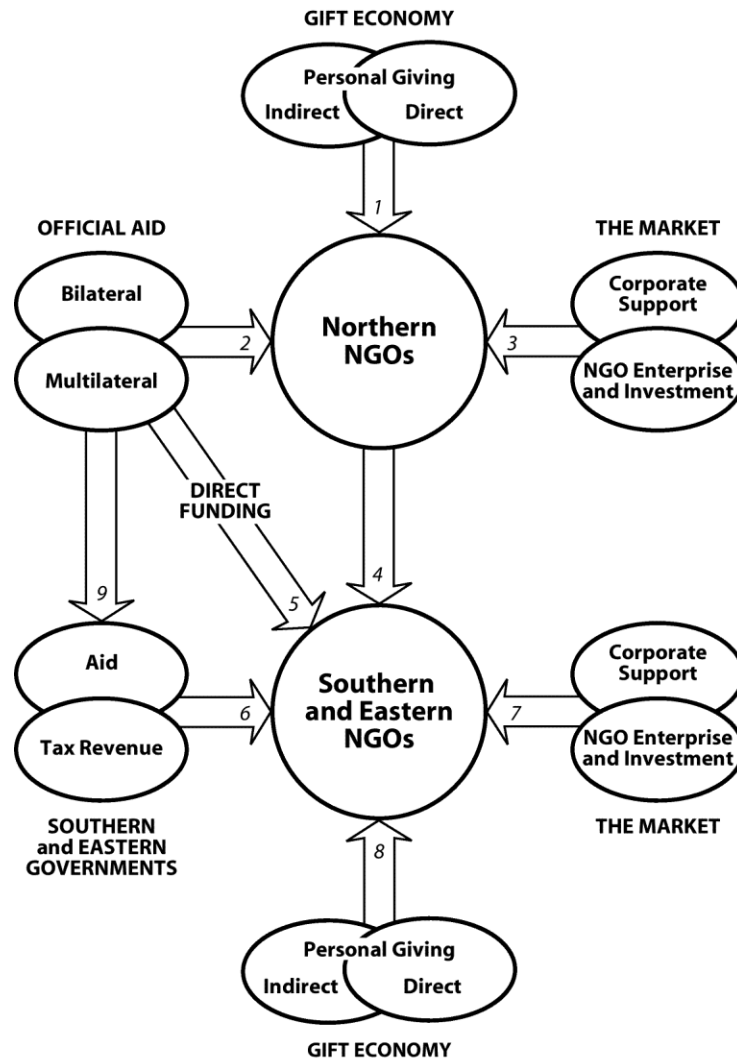 GIFT ECONOMY
Personal Giving
Indirect
Direct
1
OFFICIAL AID
THE MARKET
Bilateral
Corporate
Support
Northern
NGOs
2
3
Multilateral
NGO Enterprise
and Investment
DIRECT
FUNDING
4
9
5
Aid
Corporate
Support
Southern
and Eastern
NGOs
6
7
Tax Revenue
NGO Enterprise
and Investment
SOUTHERN
and EASTERN
GOVERNMENTS
THE MARKET
8
Personal Giving
Indirect
Direct
GIFT ECONOMY